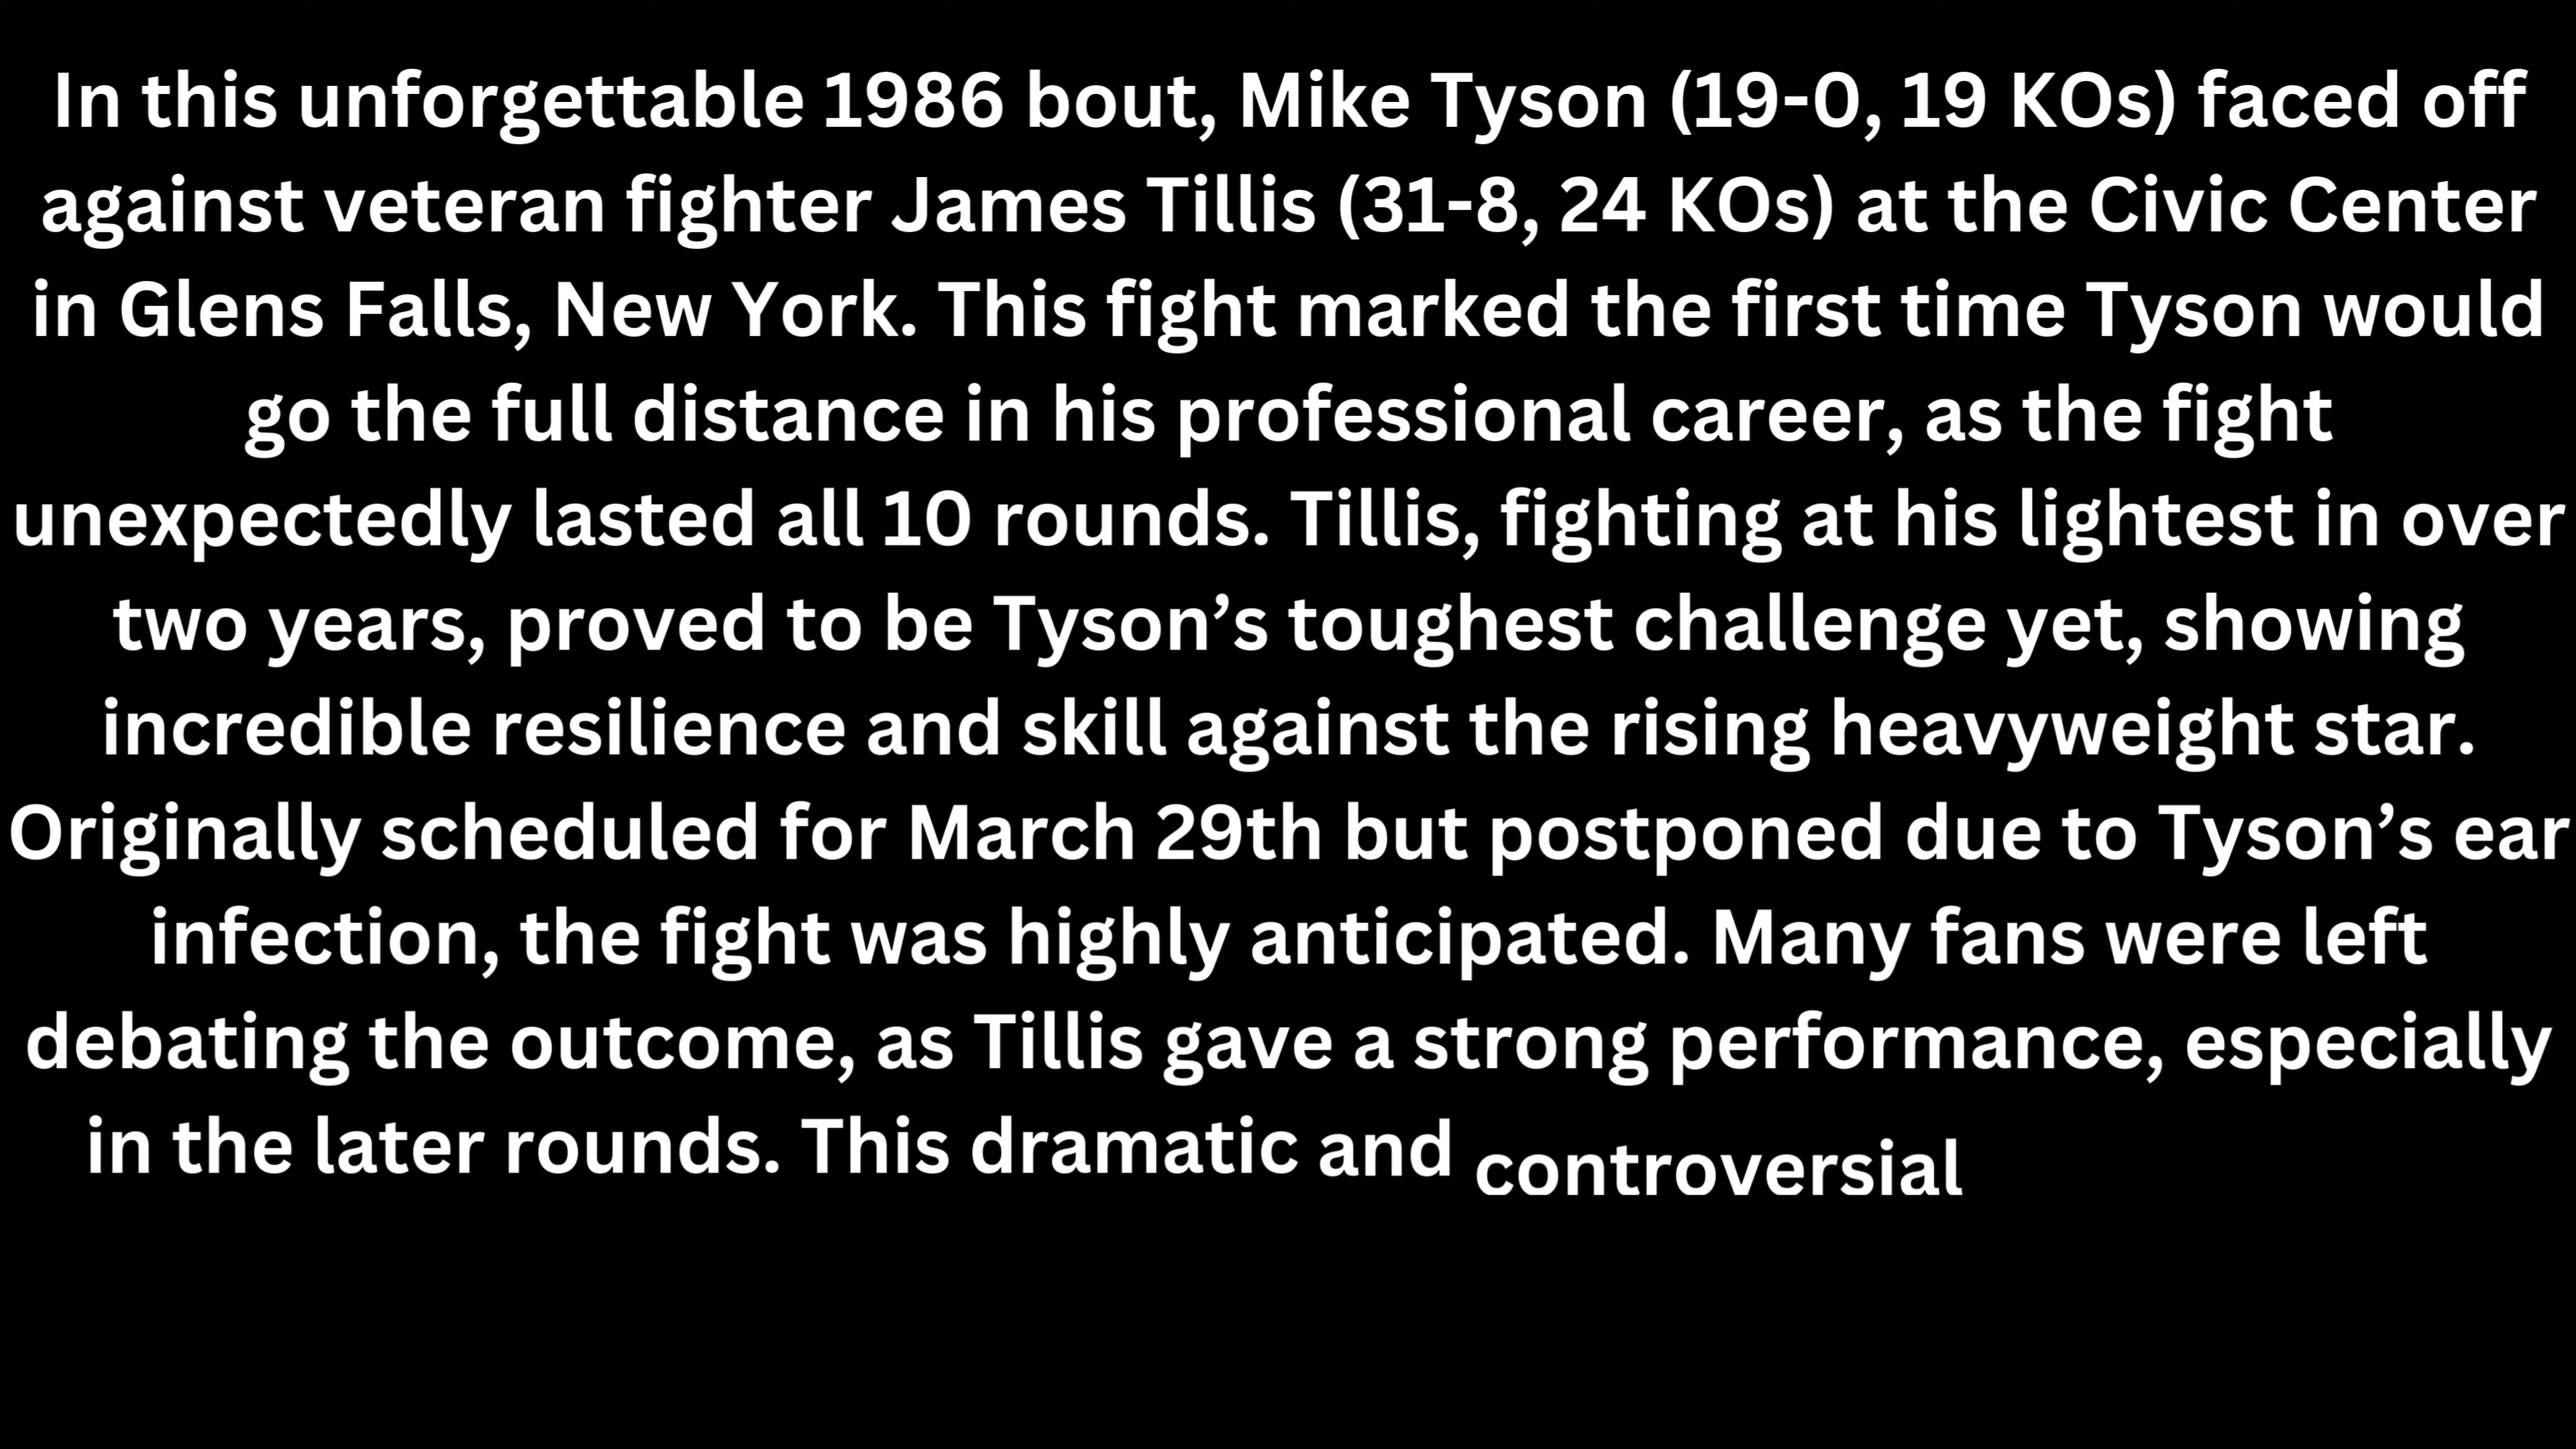 In this unforgettable 1986 bout, Mike Tyson (19-0, 19 KOs) faced off
against veteran fighter James Tillis (31-8, 24 KOs) at the Civic Center
in Glens Falls, New York. This fight marked the first time Tyson would
go the full distance in his professional career, as the fight
unexpectedly lasted all 10 rounds. Tillis, fighting at his lightest in over
two years, proved to be Tyson’s toughest challenge yet, showing
incredible resilience and skill against the rising heavyweight star.
Originally scheduled for March 29th but postponed due to Tyson’s ear
infection, the fight was highly anticipated. Many fans were left
debating the outcome, as Tillis gave a strong performance, especially
in the later rounds. This dramatic and controversial